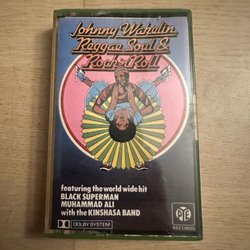 Johnny Wakelin
Reggae, Soul &
Rock 'n' Roll
featuring the world wide hit
BLACK SUPERMAN
MUHAMMAD ALI
with the KINSHASA BAND
DOLBY SYSTEM
PYE
RECORDS